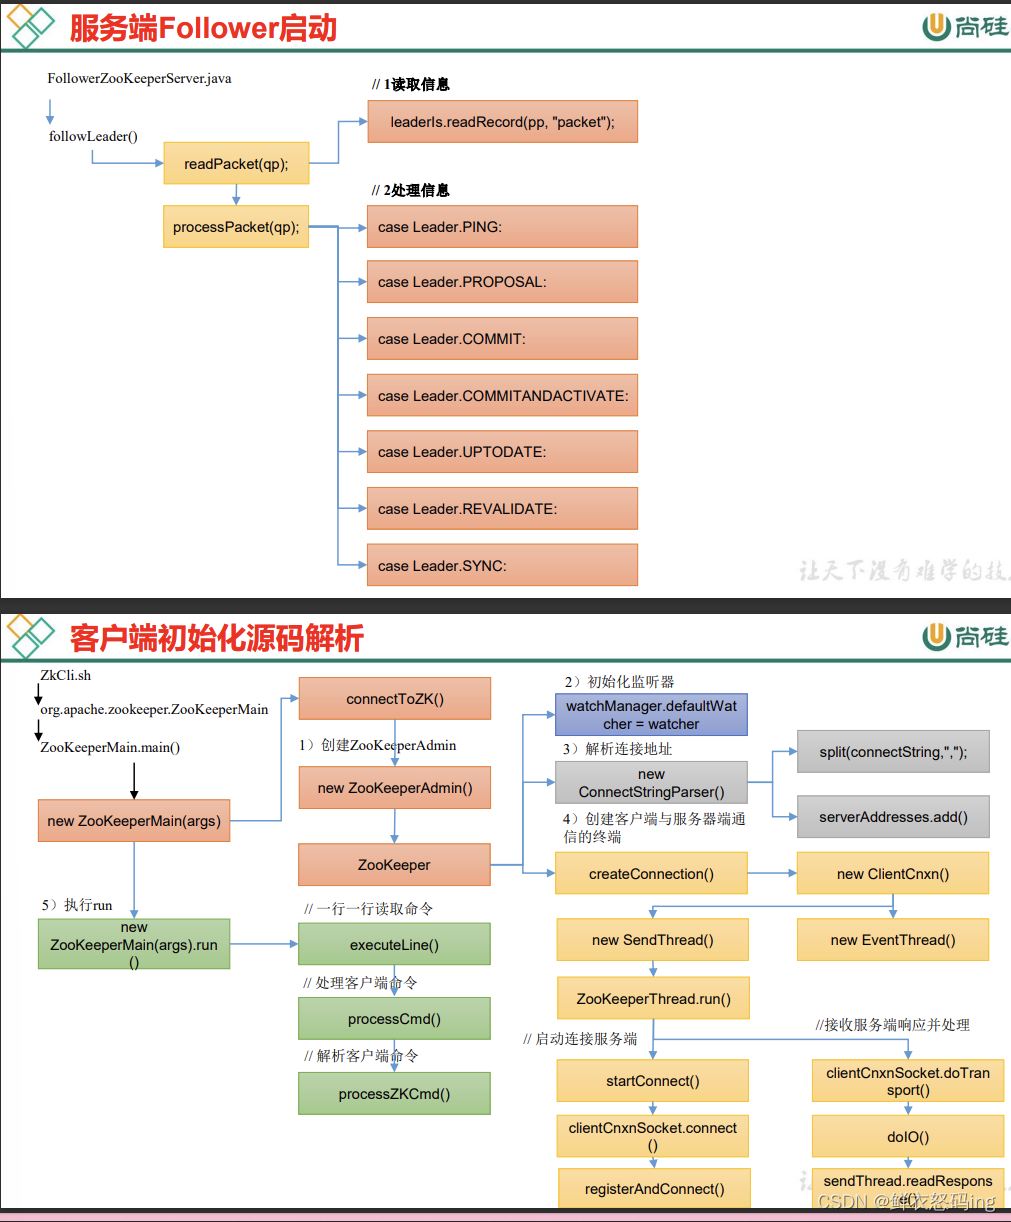 服务端Follower启动
尚硅
FollowerZooKeeperServer.java
followLeader()
readPacket(qp);
processPacket(qp);
// 1读取信息
leaderIs.readRecord(pp, "packet");
// 2处理信息
case Leader.PING:
case Leader.PROPOSAL:
case Leader.COMMIT:
case Leader.COMMITANDACTIVATE:
case Leader.UPTODATE:
case Leader.REVALIDATE:
case Leader.SYNC:
让天下没有难学的技
客户端初始化源码解析
尚硅
ZkCli.sh
org.apache.zookeeper.ZooKeeperMain
ZooKeeperMain.main()
new ZooKeeperMain(args)
5）执行run
new
ZooKeeperMain(args).run
()
connectToZK()
1）创建ZooKeeperAdmin
new ZooKeeperAdmin()
ZooKeeper
// 一行一行读取命令
executeLine()
// 处理客户端命令
processCmd()
// 解析客户端命令
processZKCmd()
2）初始化监听器
watchManager.defaultWat
cher = watcher
3）解析连接地址
new
ConnectStringParser()
split(connectString,",");
serverAddresses.add()
4）创建客户端与服务器端通
信的终端
createConnection()
new ClientCnxn()
new SendThread()
new EventThread()
ZooKeeperThread.run()
// 启动连接服务端
startConnect()
clientCnxnSocket.connect
()
registerAndConnect()
//接收服务端响应并处理
clientCnxnSocket.doTran
sport()
doIO()
sendThread.readRespons
e()
让
CSDN @鲜衣怒码ing